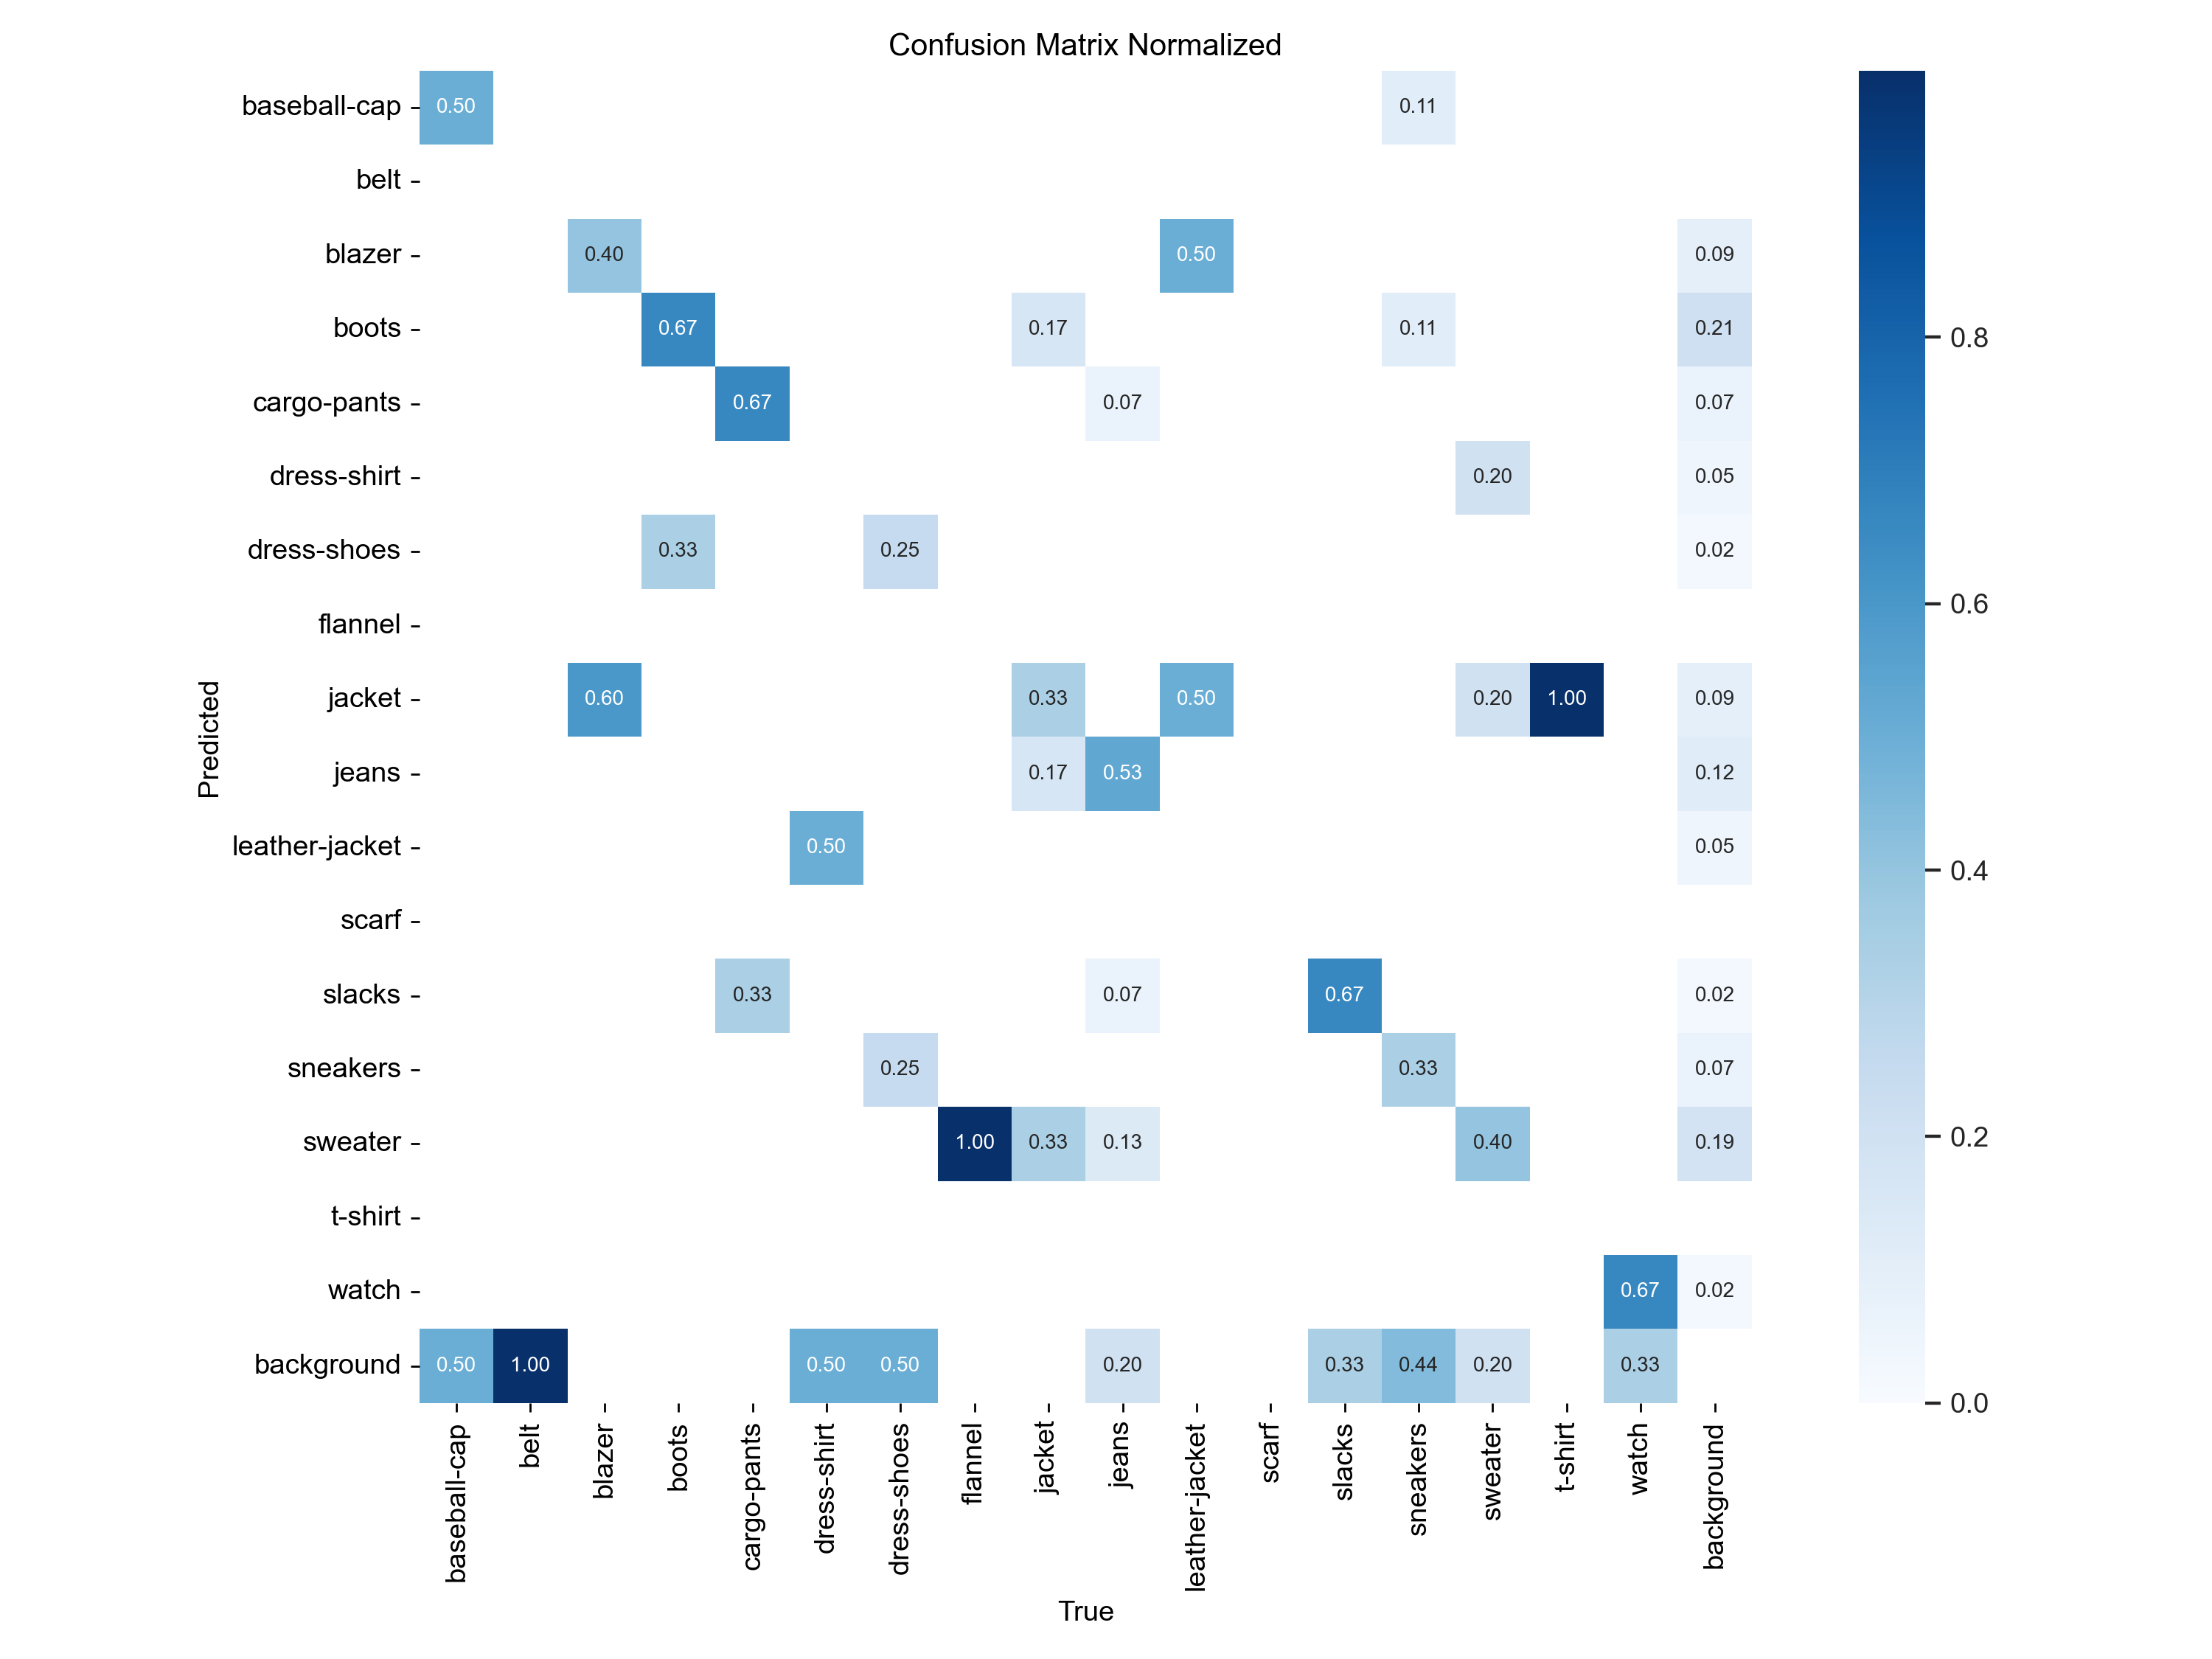 Confusion Matrix Normalized
baseball-cap 0.50 0.11
belt
blazer 0.40 0.50 0.09
boots 0.67 0.17 0.11 0.21
cargo-pants 0.67 0.07 0.07
dress-shirt 0.20 0.05
dress-shoes 0.33 0.25 0.02
flannel
jacket 0.60 0.33 0.50 0.20 1.00 0.09
jeans 0.17 0.53 0.12
leather-jacket 0.50 0.05
scarf
slacks 0.33 0.07 0.67 0.02
sneakers 0.25 0.33 0.07
sweater 1.00 0.33 0.13 0.40 0.19
t-shirt
watch 0.67 0.02
background 0.50 1.00 0.50 0.50 0.20 0.33 0.44 0.20 0.33
Predicted
baseball-cap
belt
blazer
boots
cargo-pants
dress-shirt
dress-shoes
flannel
jacket
jeans
leather-jacket
scarf
slacks
sneakers
sweater
t-shirt
watch
background
True
0.8
0.6
0.4
0.2
0.0